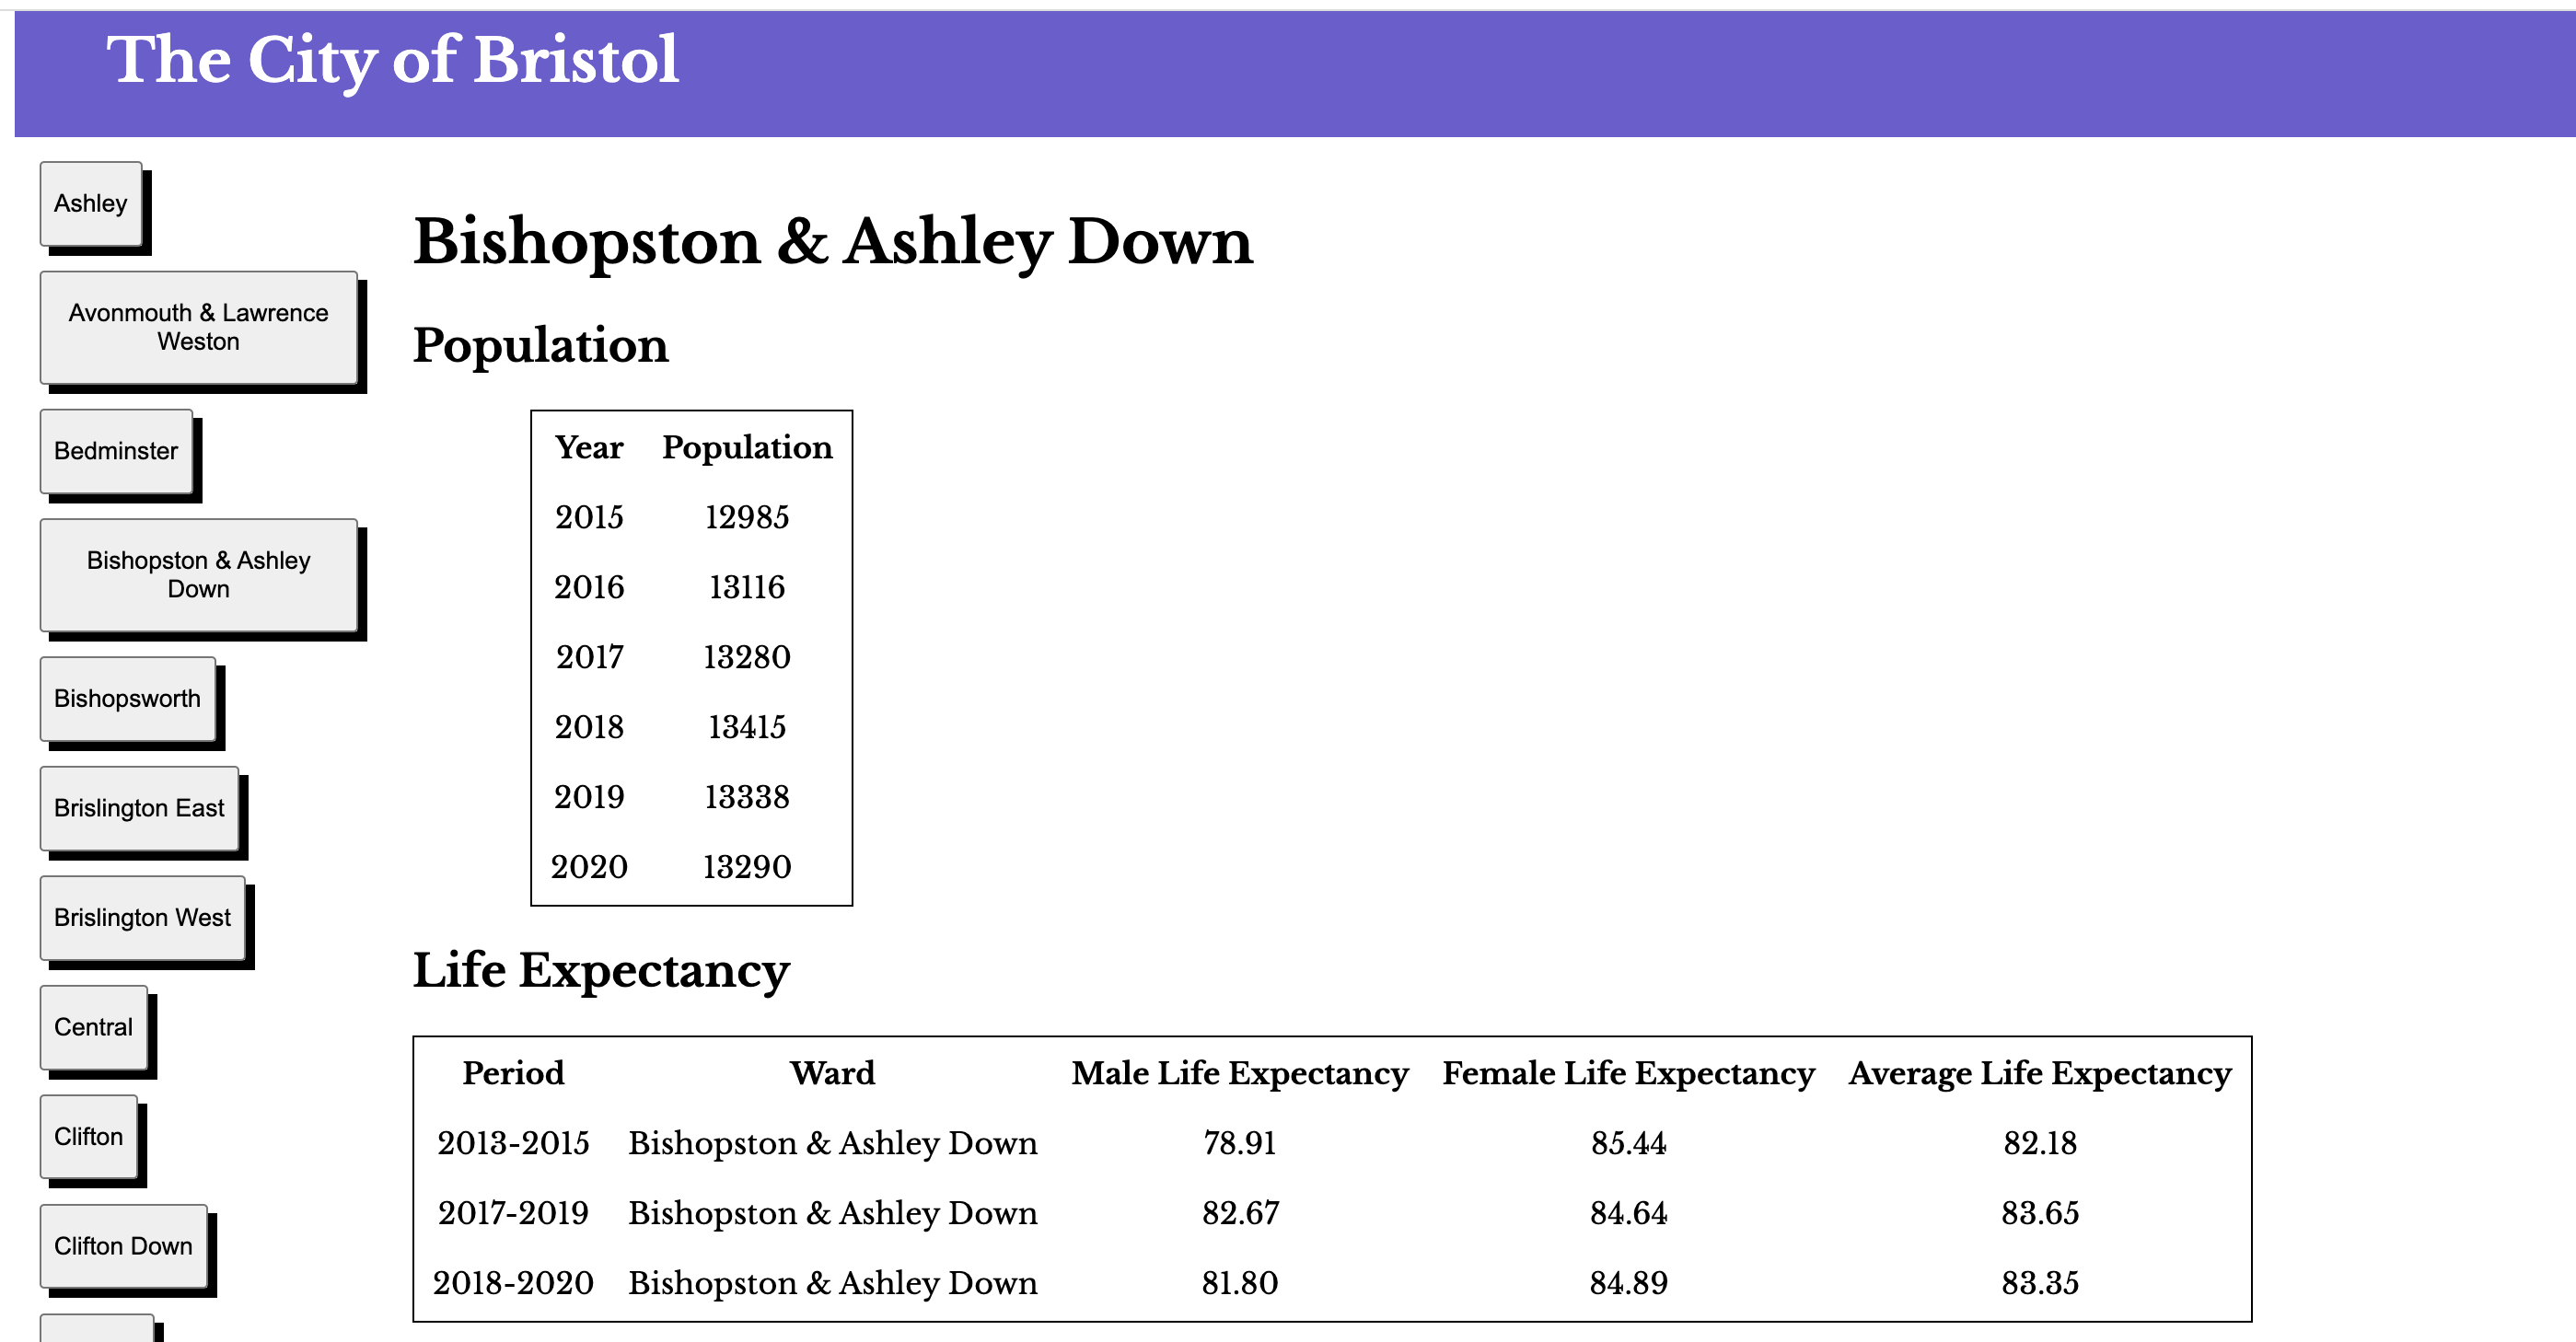 The City of Bristol
Ashley
Avonmouth & Lawrence
Weston
Bedminster
Bishopston & Ashley
Down
Bishopsworth
Brislington East
Brislington West
Central
Clifton
Clifton Down
Bishopston & Ashley Down
Population
Year Population
2015 12985
2016 13116
2017 13280
2018 13415
2019 13338
2020 13290
Life Expectancy
Period Ward Male Life Expectancy Female Life Expectancy Average Life Expectancy
2013-2015 Bishopston & Ashley Down 78.91 85.44 82.18
2017-2019 Bishopston & Ashley Down 82.67 84.64 83.65
2018-2020 Bishopston & Ashley Down 81.80 84.89 83.35